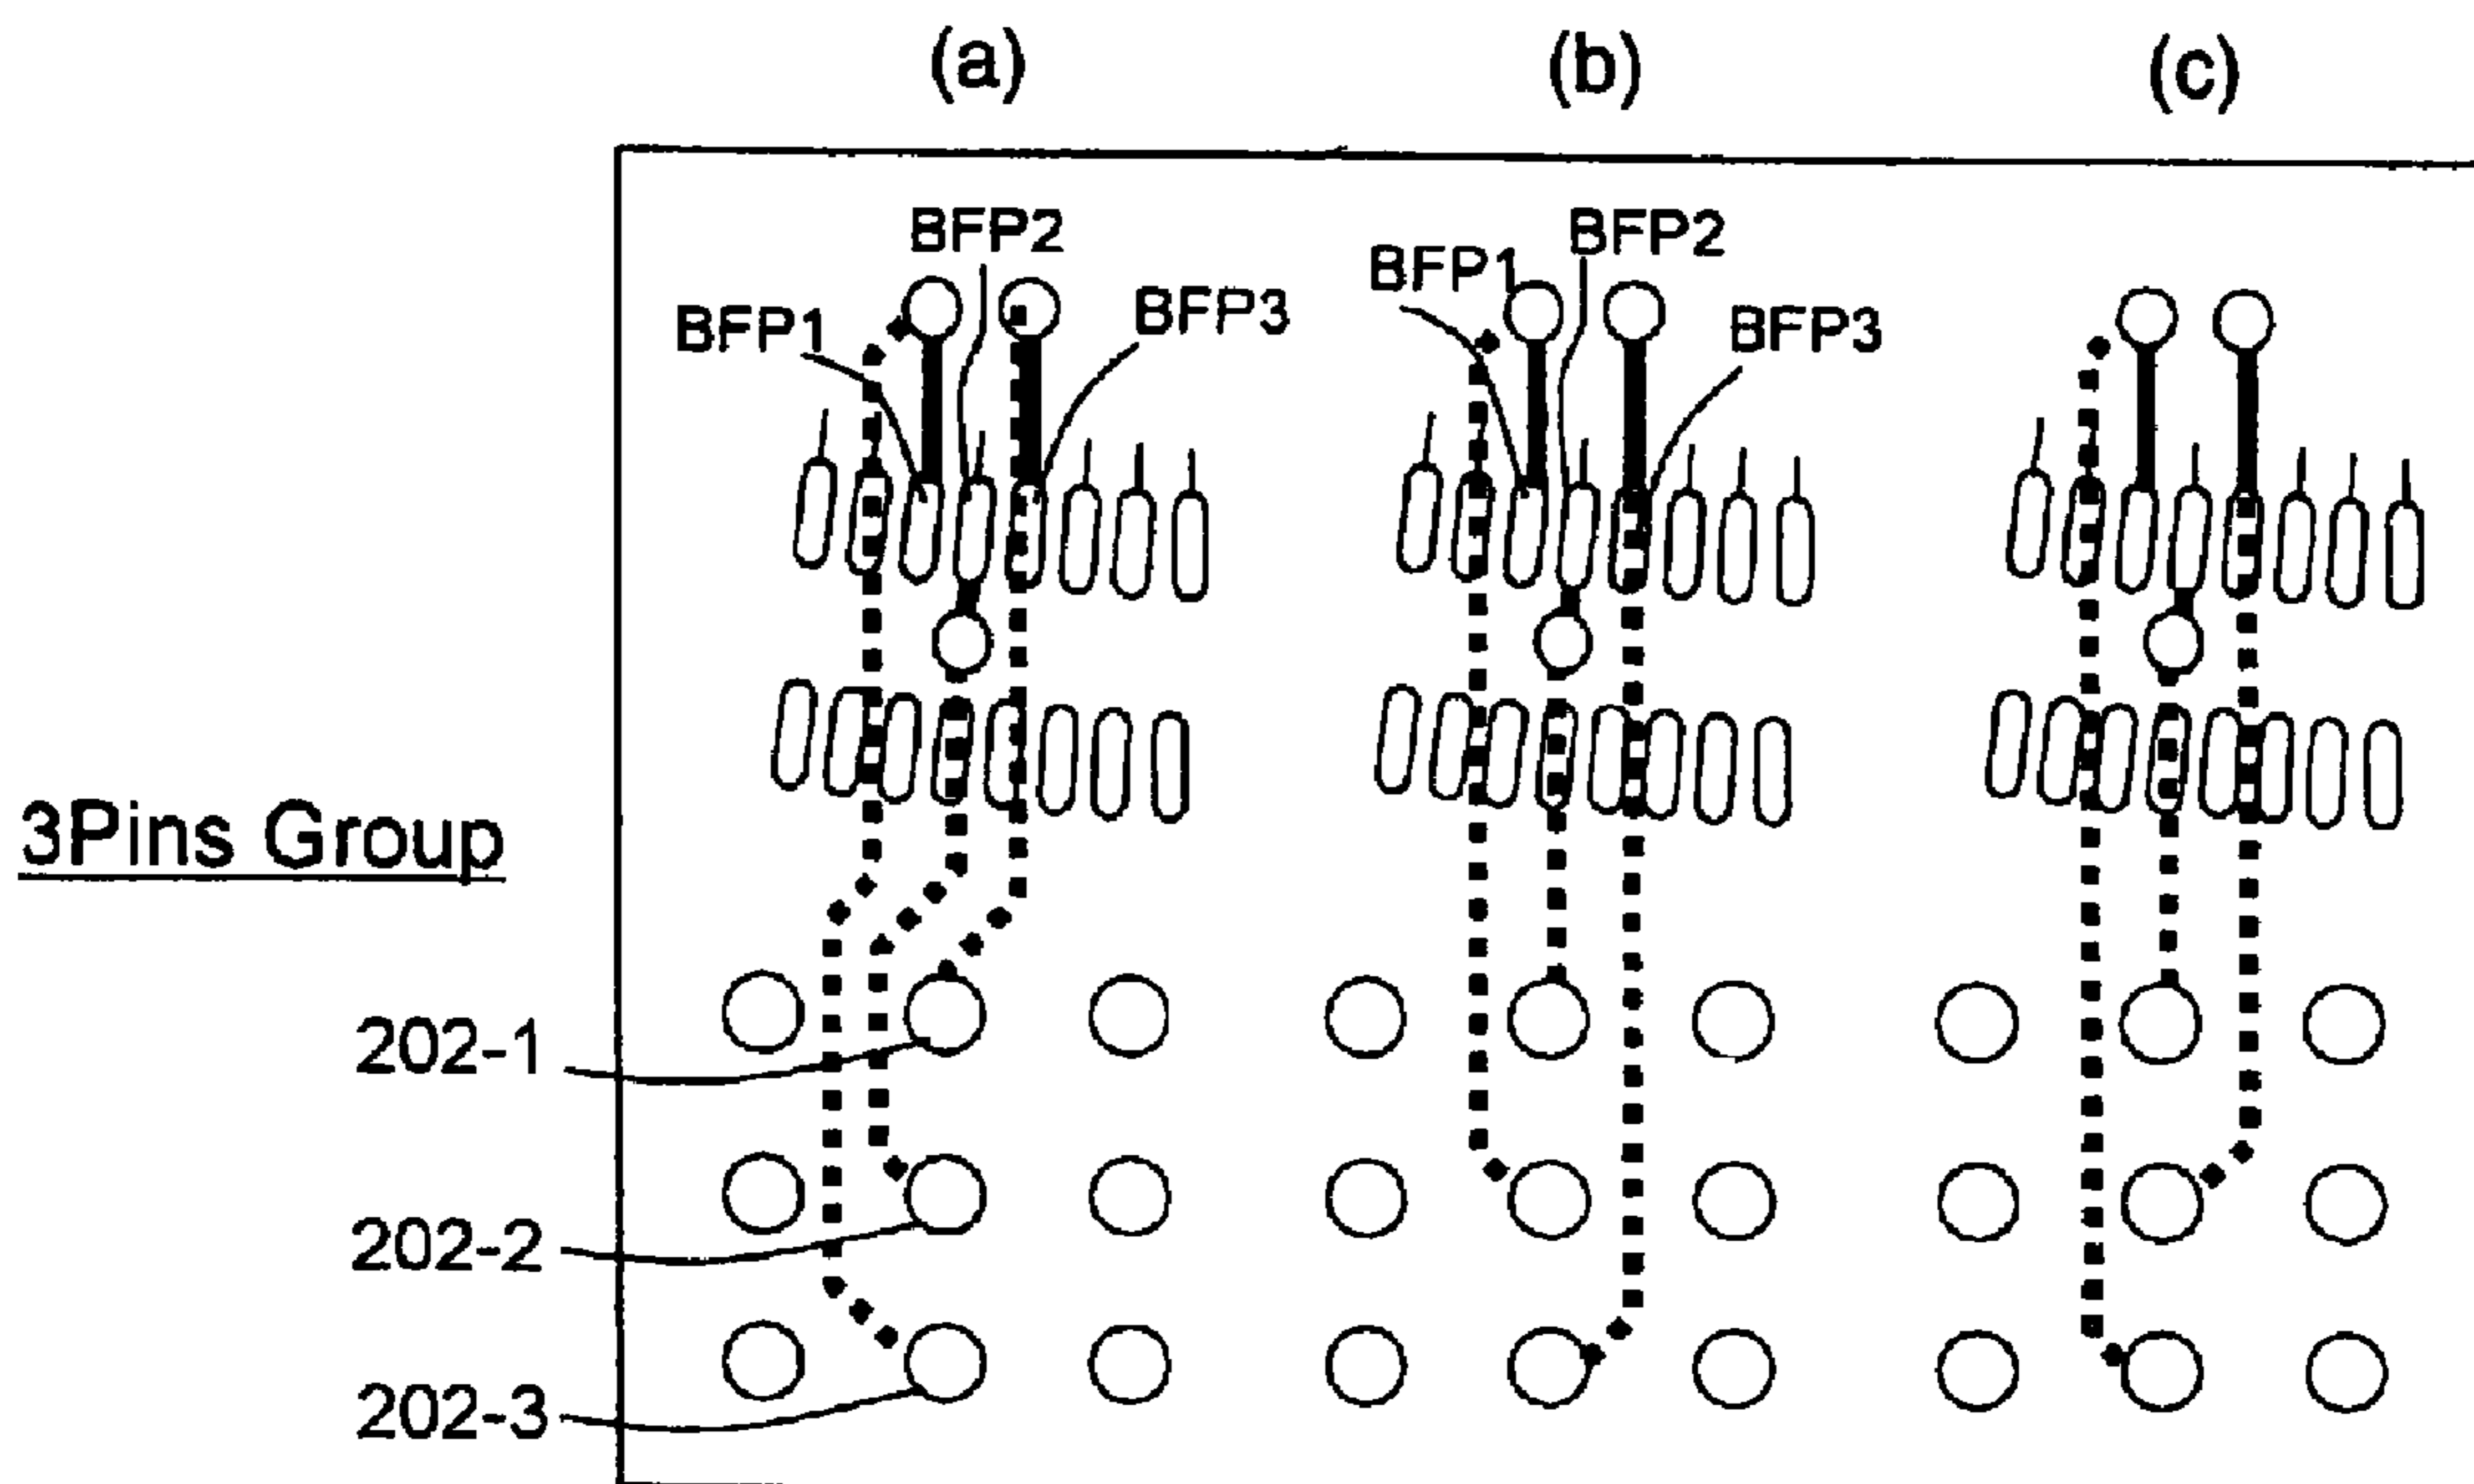 (a)
(b)
(c)
BFP2
BFP1
BFP3
BFP1
BFP2
BFP3
3Pins Group
202-1
202-2
202-3